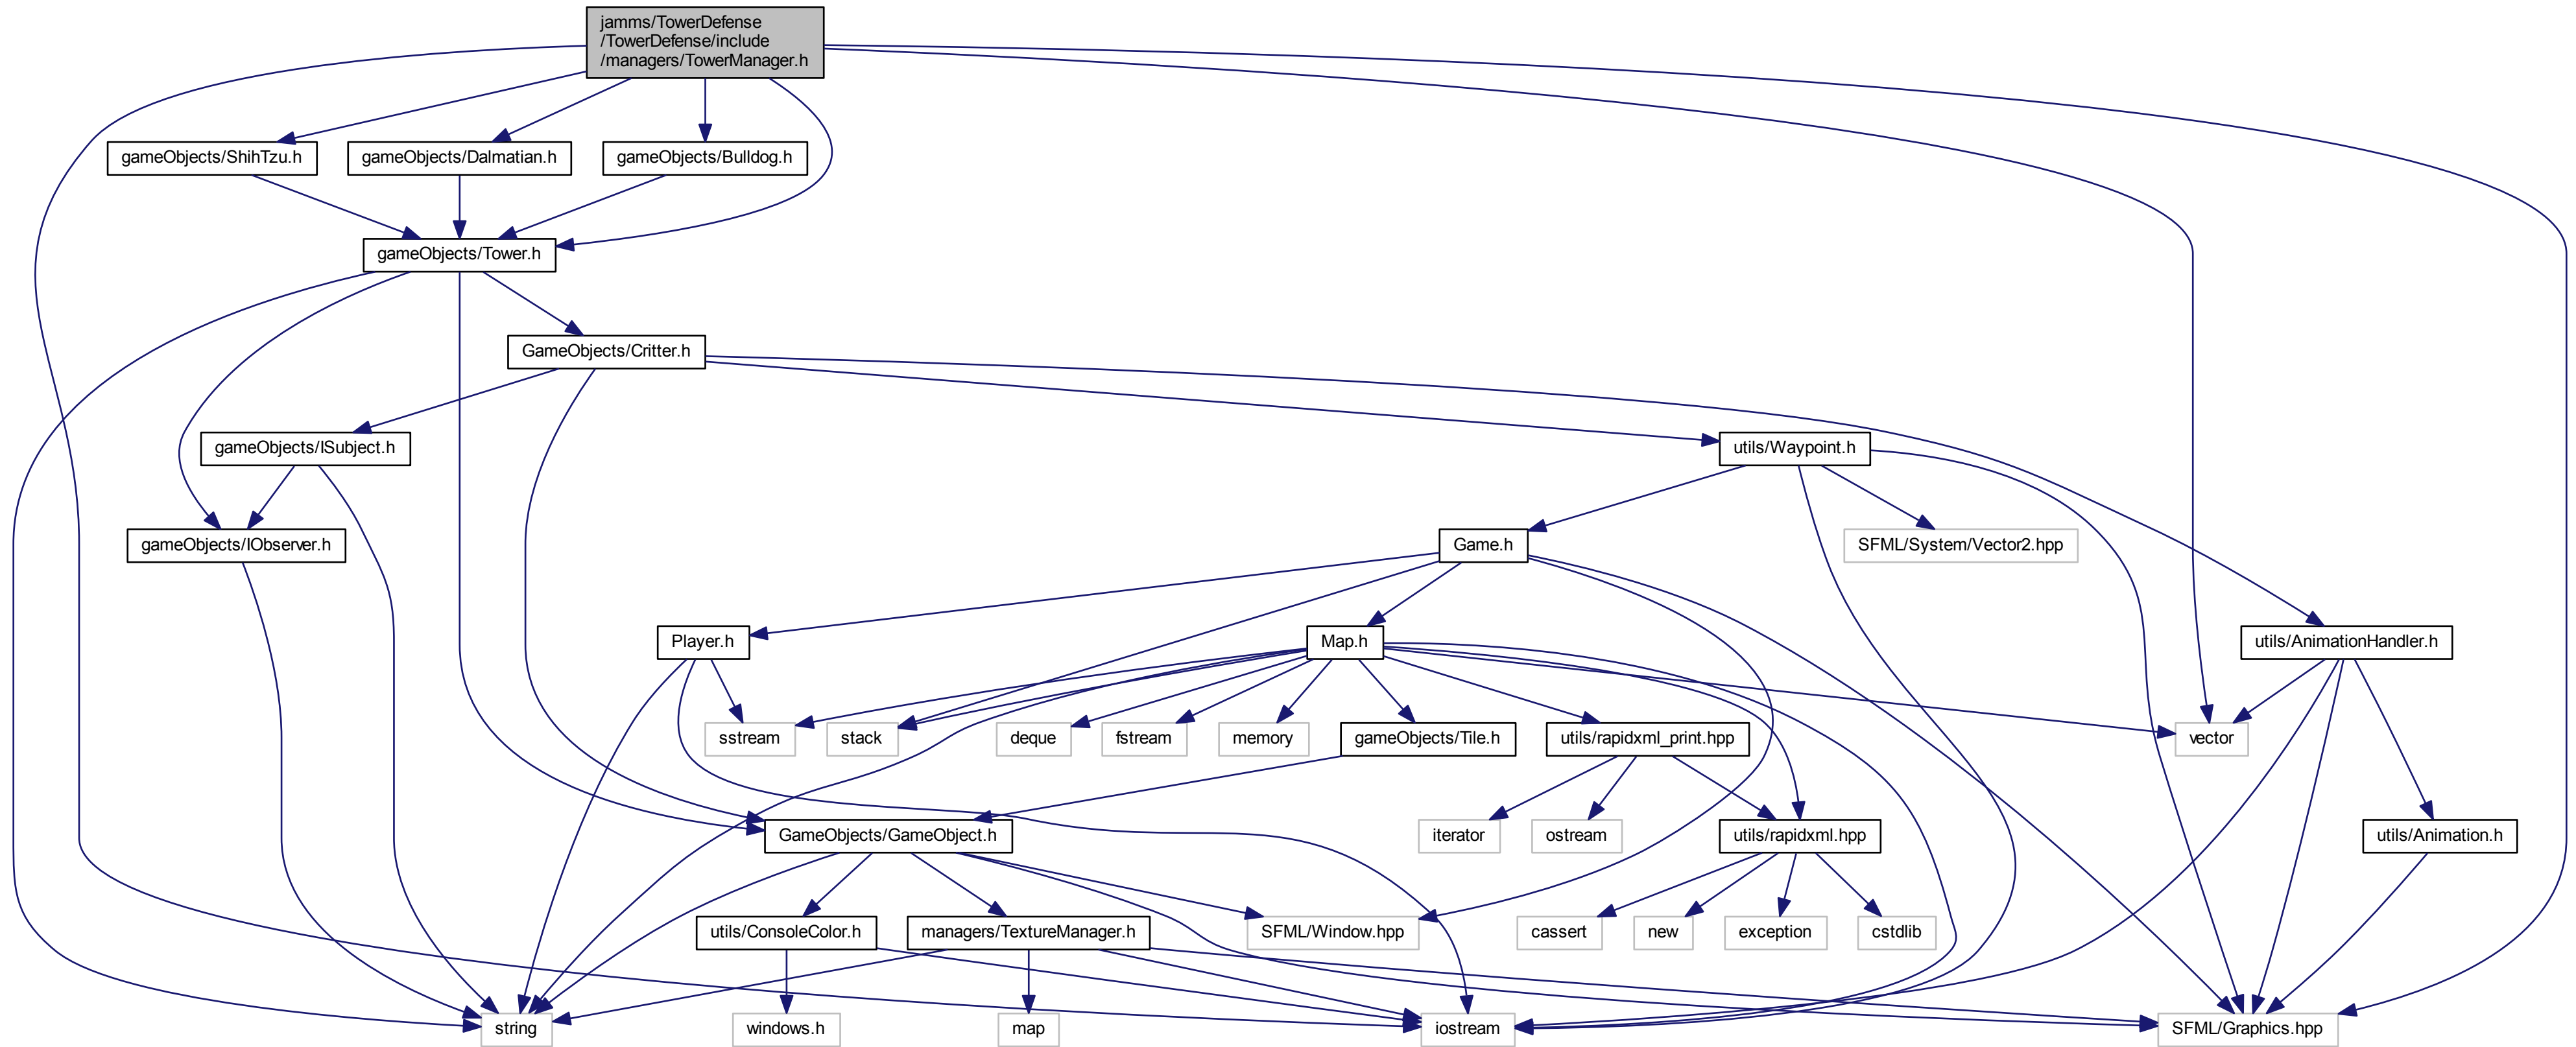 jamms/TowerDefense
/TowerDefense/include
/managers/TowerManager.h
gameObjects/ShihTzu.h
gameObjects/Dalmatian.h
gameObjects/Bulldog.h
gameObjects/Tower.h
GameObjects/Critter.h
gameObjects/ISubject.h
utils/Waypoint.h
gameObjects/IObserver.h
Game.h
SFML/System/Vector2.hpp
Player.h
Map.h
utils/AnimationHandler.h
sstream
stack
deque
fstream
memory
gameObjects/Tile.h
utils/rapidxml_print.hpp
vector
GameObjects/GameObject.h
iterator
ostream
utils/rapidxml.hpp
utils/Animation.h
utils/ConsoleColor.h
managers/TextureManager.h
SFML/Window.hpp
cassert
new
exception
cstdlib
string
windows.h
map
iostream
SFML/Graphics.hpp